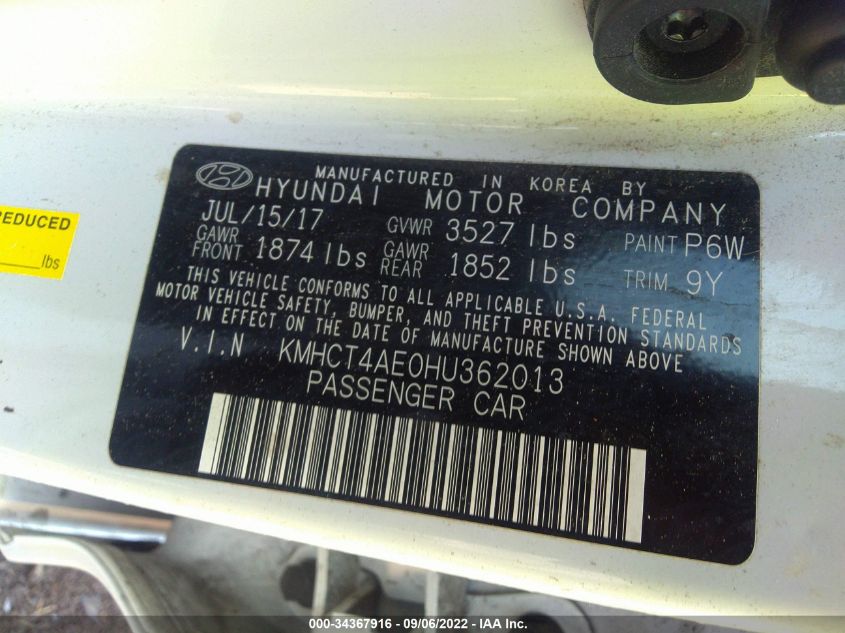 REDUCED
lbs
MANUFACTURED IN KOREA BY
HYUNDAI MOTOR COMPANY
JUL/15/17 GVWR 3527 lbs PAINT P6W
GAWR FRONT 1874 lbs GAWR REAR 1852 lbs TRIM 9Y
THIS VEHICLE CONFORMS TO ALL APPLICABLE U.S.A. FEDERAL
MOTOR VEHICLE SAFETY, BUMPER, AND THEFT PREVENTION STANDARDS
IN EFFECT ON THE DATE OF MANUFACTURE SHOWN ABOVE.
V.I.N KMHCT4AE0HU362013
PASSENGER CAR
000-34367916 - 09/06/2022 - IAA Inc.